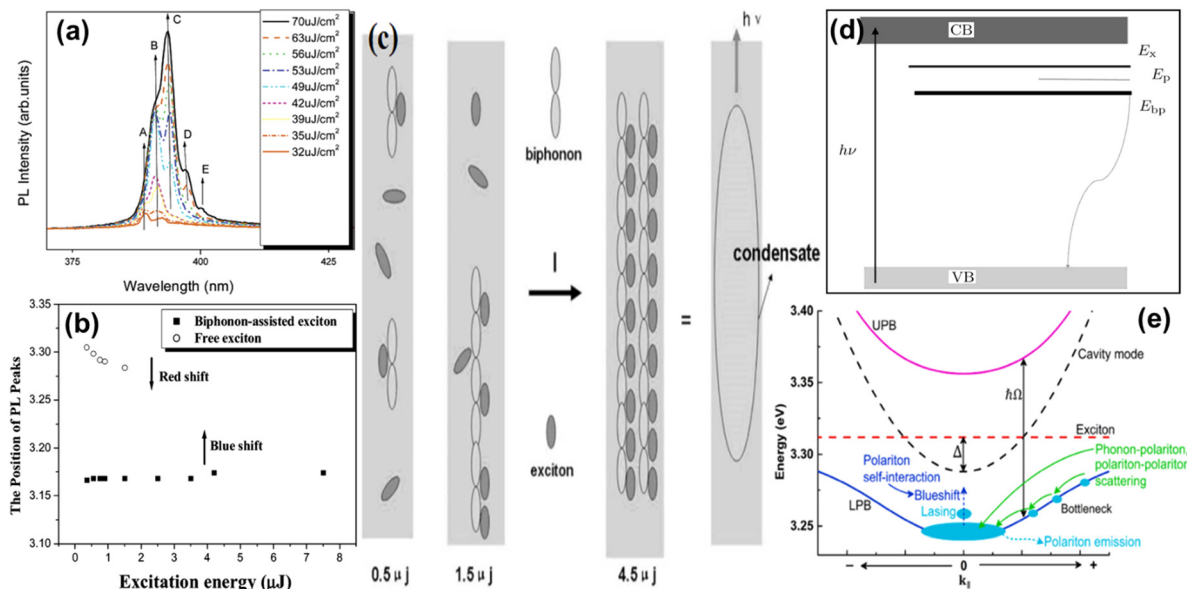 (a)
PL Intensity (arb.units)
A
B
C
D
E
70uJ/cm²
63uJ/cm²
56uJ/cm²
53uJ/cm²
49uJ/cm²
42uJ/cm²
39uJ/cm²
35uJ/cm²
32uJ/cm²
375
400
Wavelength (nm)
(b)
The Position of PL Peaks
3.35
3.30
3.25
3.20
3.15
3.10
Biphonon-assisted exciton
Free exciton
Red shift
Blue shift
0 1 2 3 4 5 6 7 8
Excitation energy (μJ)
(c)
biphonon
I
exciton
=
h ν
condensate
0.5 μ j
1.5 μ j
4.5 μ j
(d)
CB
Ex
Ep
Ebp
hν
VB
(e)
Energy (eV)
3.40
3.35
3.30
3.25
UPB
Cavity mode
ħΩ
Exciton
Δ
Phonon-polariton,
polariton-polariton
scattering
Polariton
self-interaction
Blueshift
Lasing
LPB
Bottleneck
Polariton emission
− 0 +
k∥